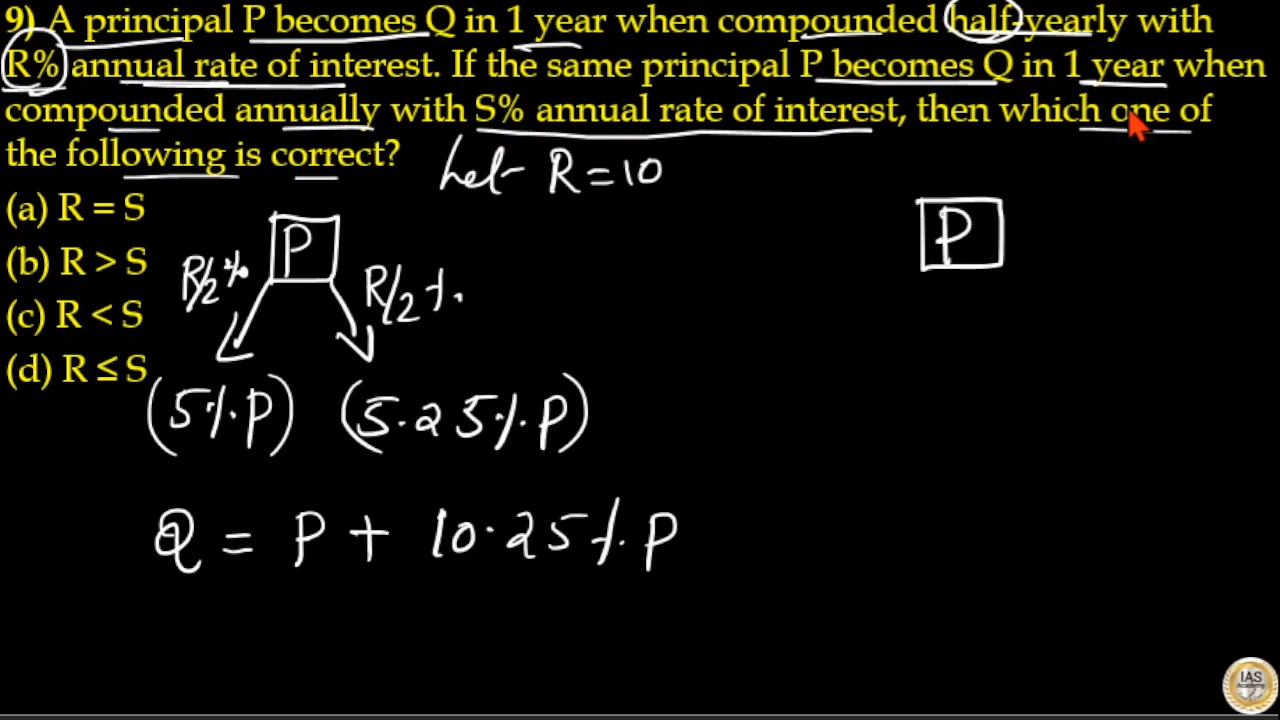 9) A principal P becomes Q in 1 year when compounded half-yearly with
R% annual rate of interest. If the same principal P becomes Q in 1 year when
compounded annually with S% annual rate of interest, then which one of
the following is correct?
Let R = 10
(a) R = S
(b) R > S
(c) R < S
(d) R ≤ S
P
R/2 %
R/2 %
(5% P) (5.25% P)
Q = P + 10.25% P
P
IAS
Academy